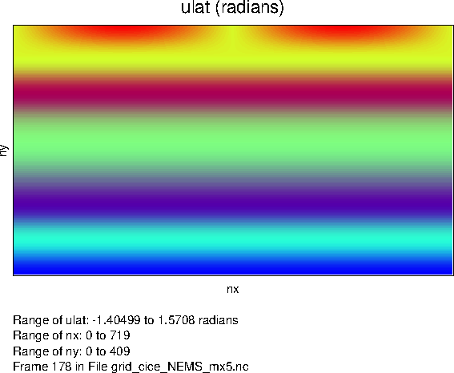 ulat (radians)
ny
nx
Range of ulat: -1.40499 to 1.5708 radians
Range of nx: 0 to 719
Range of ny: 0 to 409
Frame 178 in File grid_cice_NEMS_mx5.nc